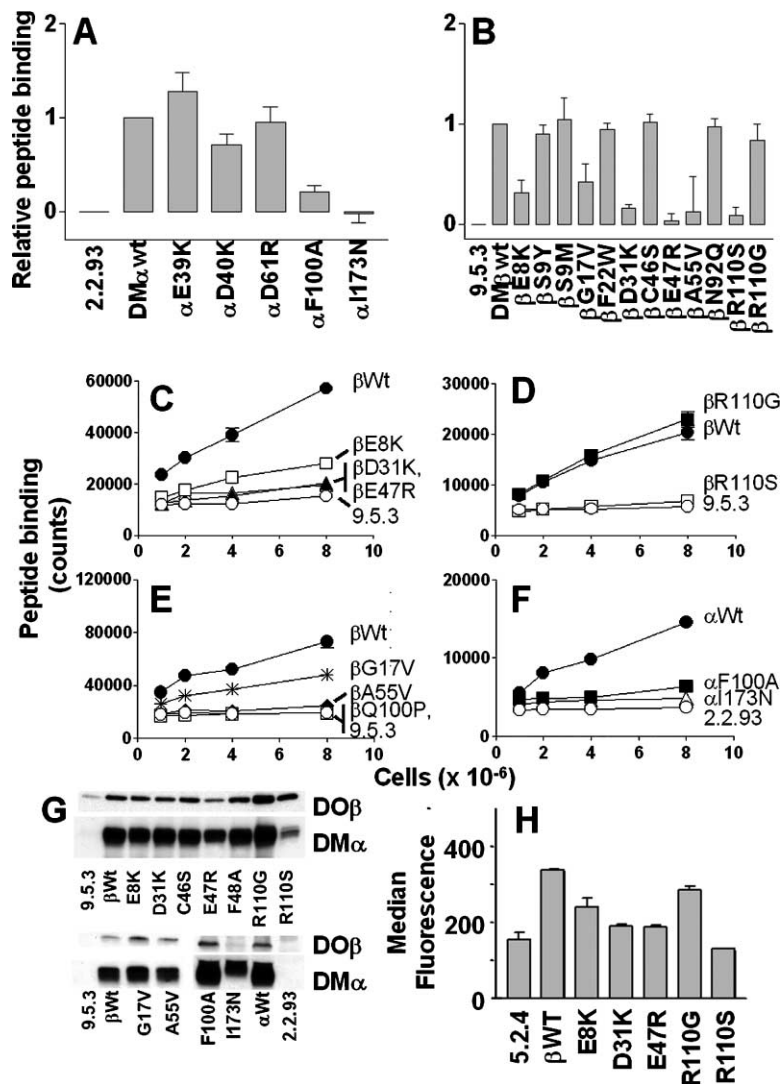 A
Relative peptide binding
2
1
0
2.2.93
DMαwt
αE39K
αD40K
αD61R
αF100A
αI173N
B
2
1
0
9.5.3
DMβwt
βE8K
βS9Y
βS9M
βG17V
βF22W
βD31K
βC46S
βE47R
βA55V
βN92Q
βR110S
βR110G
Peptide binding
(counts)
C
60000
40000
20000
0
0 2 4 6 8 10
βWt
βE8K
βD31K,
βE47R
9.5.3
D
30000
20000
10000
0
0 2 4 6 8 10
βR110G
βWt
βR110S
9.5.3
E
120000
80000
40000
0
0 2 4 6 8 10
βWt
βG17V
βA55V
βQ100P,
9.5.3
F
20000
10000
0
0 2 4 6 8 10
αWt
αF100A
αI173N
2.2.93
Cells (x 10⁻⁶)
G
DOβ
DMα
9.5.3
βWt
E8K
D31K
C46S
E47R
F48A
R110G
R110S
DOβ
DMα
9.5.3
βWt
G17V
A55V
F100A
I173N
αWt
2.2.93
H
Median
Fluorescence
400
200
0
5.2.4
βWT
E8K
D31K
E47R
R110G
R110S